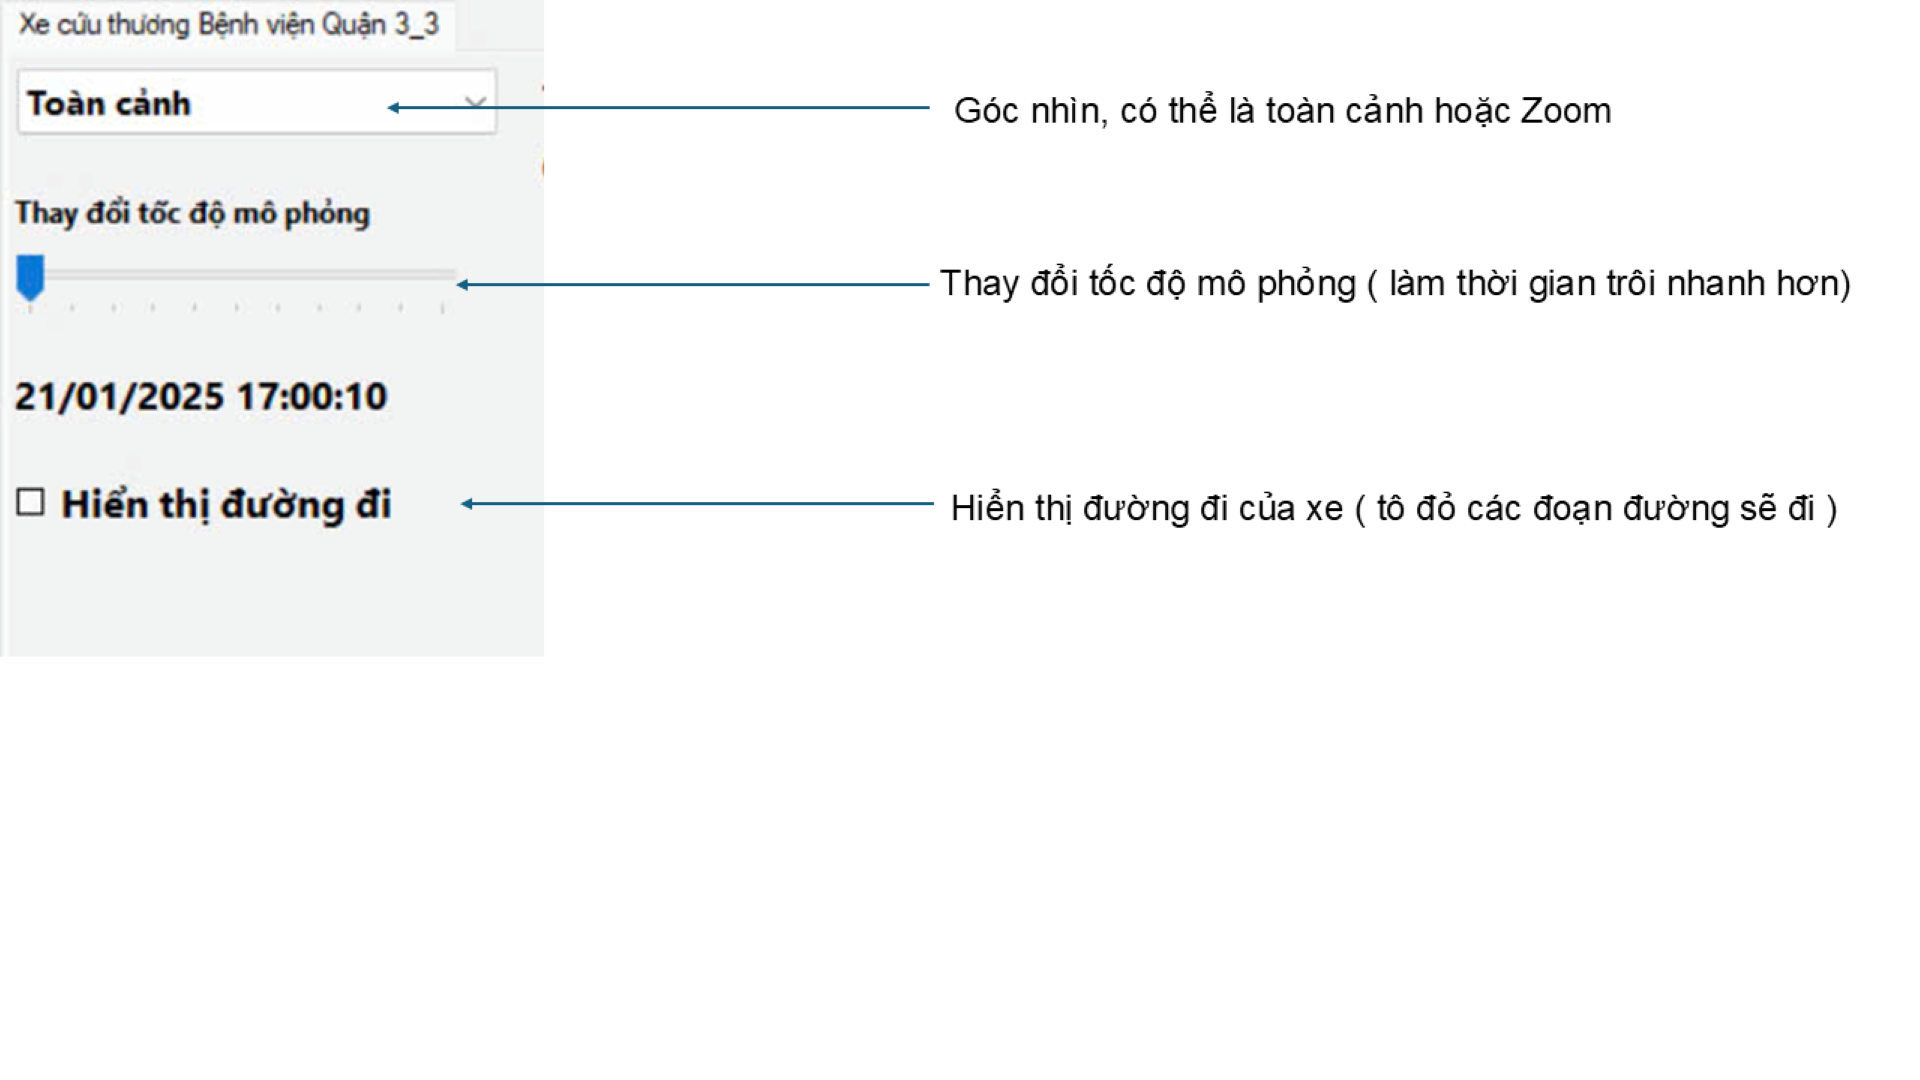 Xe cứu thương Bệnh viện Quận 3_3
Toàn cảnh
Góc nhìn, có thể là toàn cảnh hoặc Zoom
Thay đổi tốc độ mô phỏng
Thay đổi tốc độ mô phỏng ( làm thời gian trôi nhanh hơn)
21/01/2025 17:00:10
Hiển thị đường đi
Hiển thị đường đi của xe ( tô đỏ các đoạn đường sẽ đi )